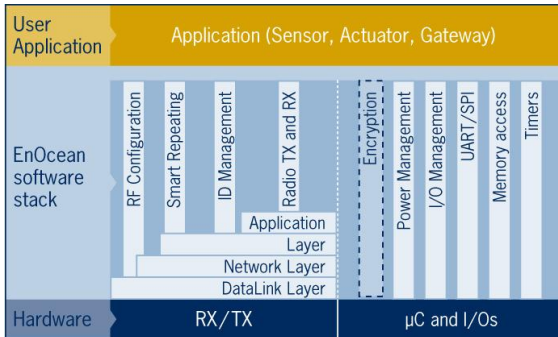 User
Application
Application (Sensor, Actuator, Gateway)
EnOcean
software
stack
RF Configuration
Smart Repeating
ID Management
Radio TX and RX
Encryption
Power Management
I/O Management
UART/SPI
Memory access
Timers
Application
Layer
Network Layer
DataLink Layer
Hardware
RX/TX
µC and I/Os